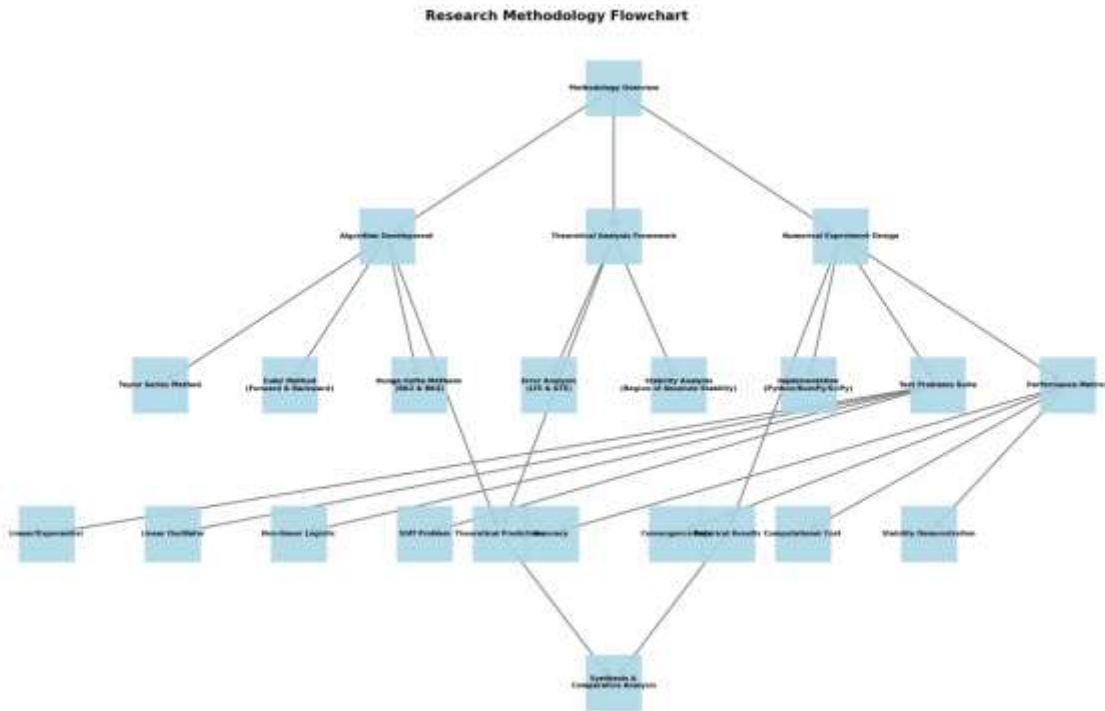 Research Methodology Flowchart
Methodology Overview
Algorithm Development
Theoretical Analysis Framework
Numerical Experiment Design
Taylor Series Method
Euler Method
(Forward & Backward)
Runge-Kutta Methods
(RK2 & RK4)
Error Analysis
(LTE & GTE)
Stability Analysis
(Region of Absolute Stability)
Implementation
(Python/NumPy/SciPy)
Test Problems Suite
Performance Metrics
Linear Exponential
Linear Oscillator
Non-linear Logistic
Stiff Problem
Theoretical Predictions
Accuracy
Convergence
Numerical Results
Computational Cost
Stability Demonstration
Synthesis &
Comparative Analysis